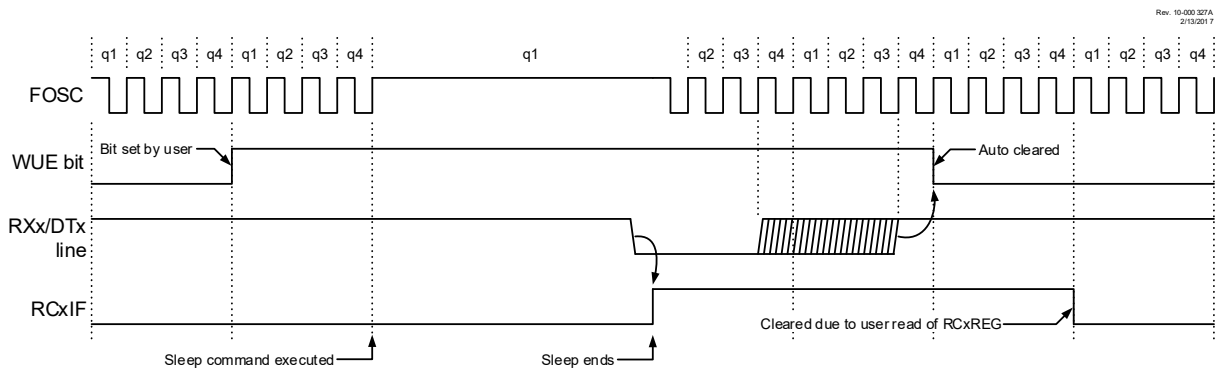 Rev. 10-000 327A
2/13/201 7
q1 q2 q3 q4 q1 q2 q3 q4 q1 q2 q3 q4 q1 q2 q3 q4 q1 q2 q3 q4 q1 q2 q3 q4
FOSC
WUE bit
Bit set by user
Auto cleared
RXx/DTx
line
RCxIF
Cleared due to user read of RCxREG
Sleep command executed
Sleep ends